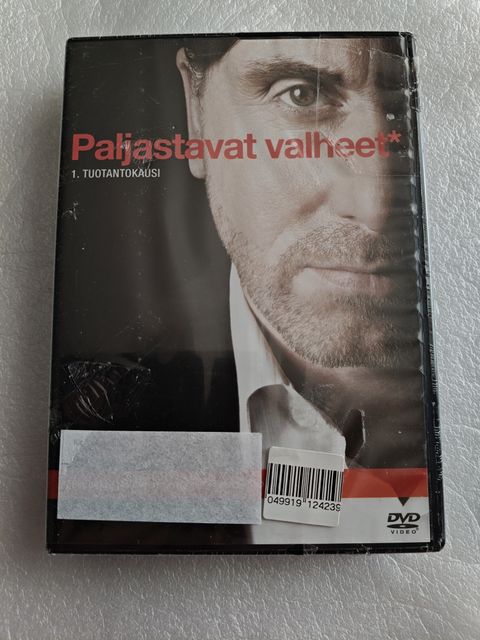 Paljastavat valheet*
1. TUOTANTOKAUSI
049919 124239
DVD
VIDEO